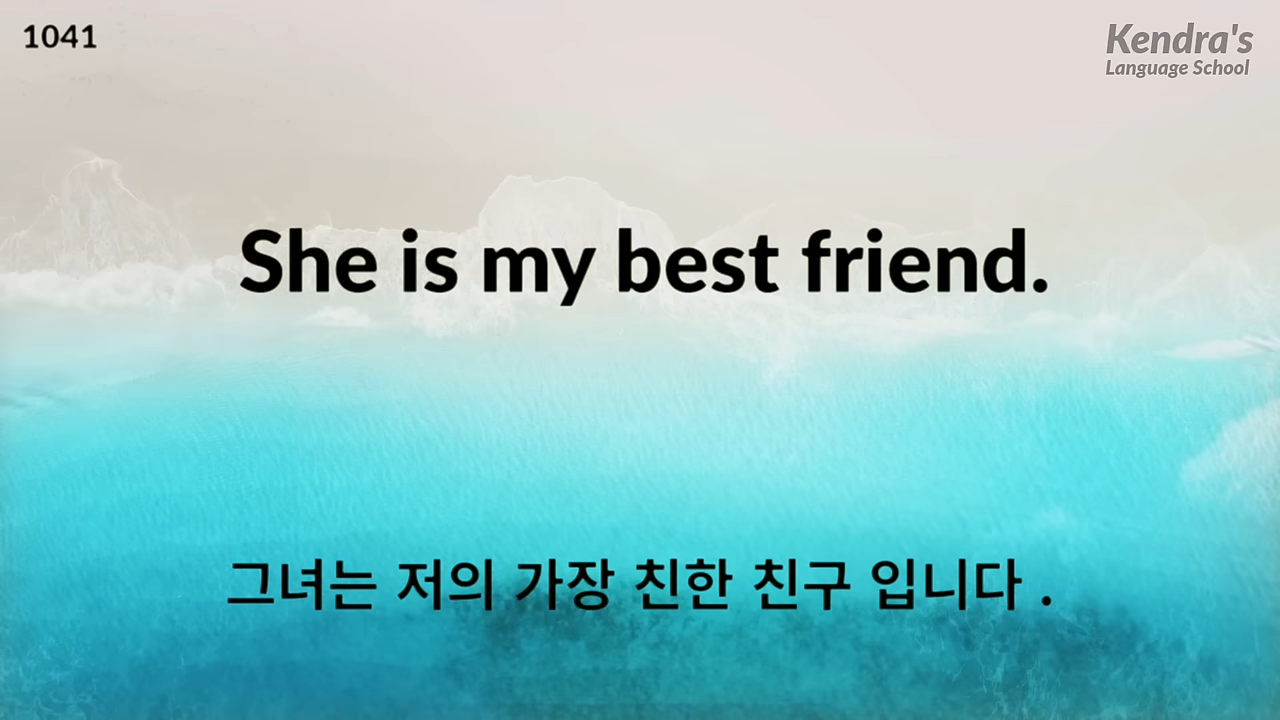 1041
Kendra's
Language School
She is my best friend.
그녀는 저의 가장 친한 친구 입니다 .